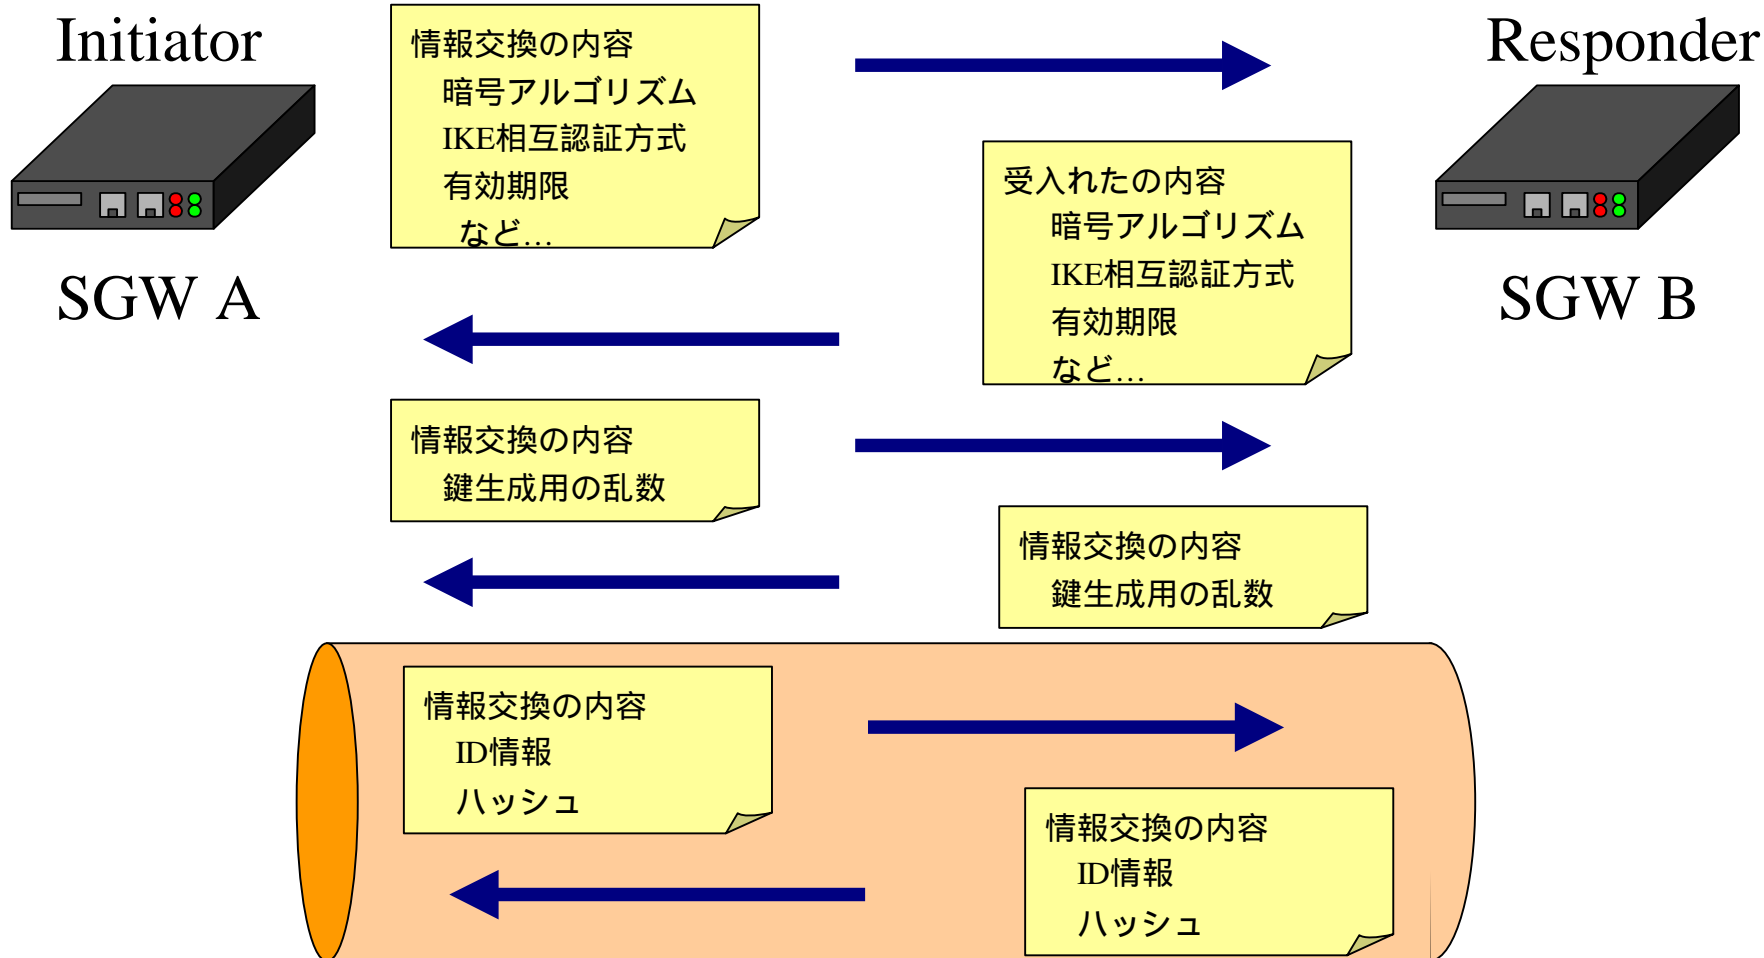 Initiator
SGW A
情報交換の内容
暗号アルゴリズム
IKE相互認証方式
有効期限
など…
Responder
SGW B
受入れたの内容
暗号アルゴリズム
IKE相互認証方式
有効期限
など…
情報交換の内容
鍵生成用の乱数
情報交換の内容
鍵生成用の乱数
情報交換の内容
ID情報
ハッシュ
情報交換の内容
ID情報
ハッシュ